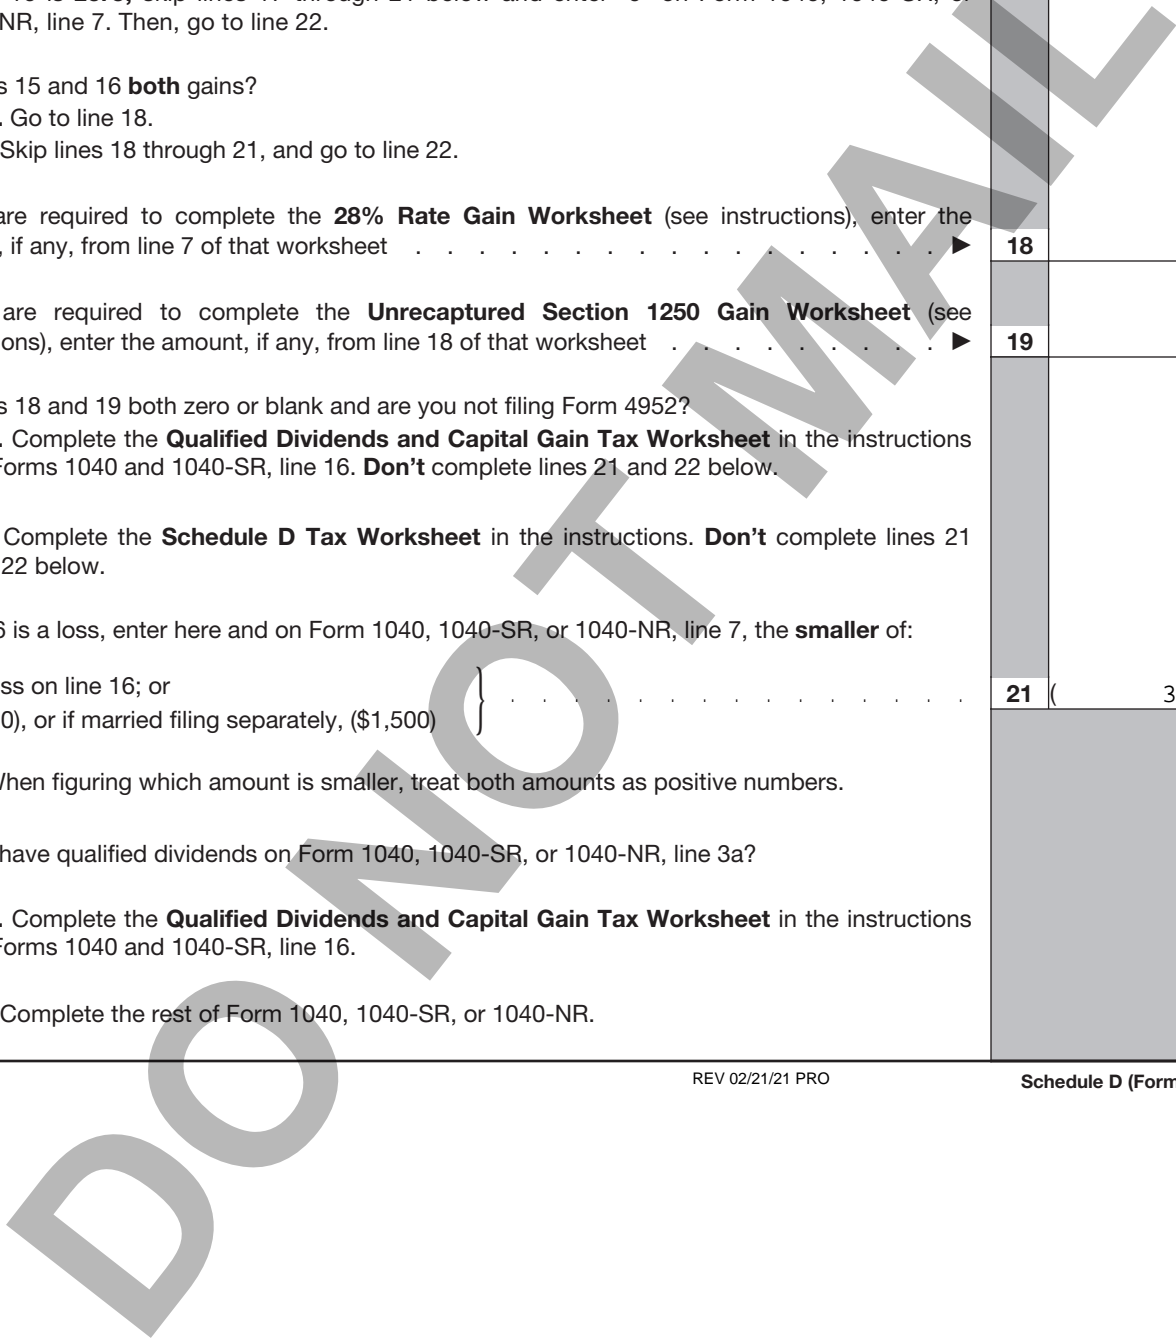 NR, line 7. Then, go to line 22.
s 15 and 16 both gains?
. Go to line 18.
Skip lines 18 through 21, and go to line 22.
are required to complete the 28% Rate Gain Worksheet (see instructions), enter the
, if any, from line 7 of that worksheet . . . . . . . . . . . . . . . . . ▶ 18
are required to complete the Unrecaptured Section 1250 Gain Worksheet (see
ons), enter the amount, if any, from line 18 of that worksheet . . . . . . . . . ▶ 19
s 18 and 19 both zero or blank and are you not filing Form 4952?
. Complete the Qualified Dividends and Capital Gain Tax Worksheet in the instructions
Forms 1040 and 1040-SR, line 16. Don't complete lines 21 and 22 below.
Complete the Schedule D Tax Worksheet in the instructions. Don't complete lines 21
22 below.
6 is a loss, enter here and on Form 1040, 1040-SR, or 1040-NR, line 7, the smaller of:
ss on line 16; or
0), or if married filing separately, ($1,500) } . . . . . . . . . . . . . . . 21 ( 3
When figuring which amount is smaller, treat both amounts as positive numbers.
have qualified dividends on Form 1040, 1040-SR, or 1040-NR, line 3a?
. Complete the Qualified Dividends and Capital Gain Tax Worksheet in the instructions
Forms 1040 and 1040-SR, line 16.
Complete the rest of Form 1040, 1040-SR, or 1040-NR.
REV 02/21/21 PRO Schedule D (Form
DO NOT MAIL